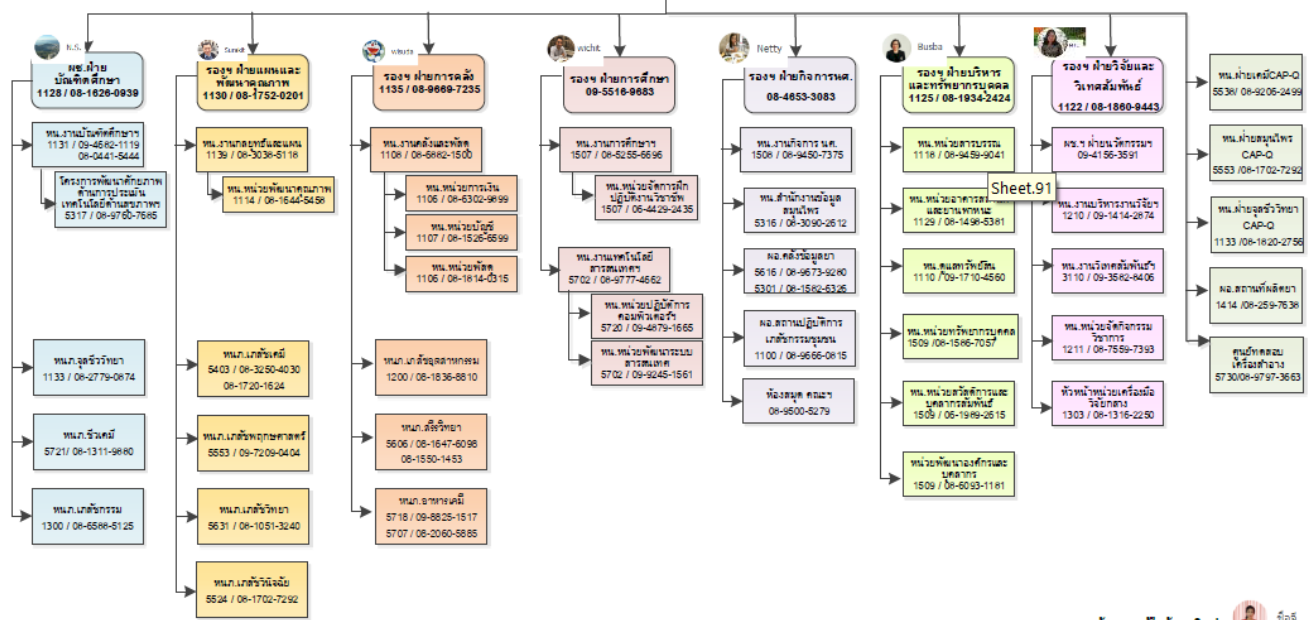 N.S.
ผช.ฝ่าย
บัณฑิตศึกษา
1128 / 08-1626-0939
หน.งานบัณฑิตศึกษาฯ
1131 / 09-4582-1119
08-0441-5444
โครงการพัฒนาศักยภาพ
ด้านการประเมิน
เทคโนโลยีด้านสุขภาพฯ
5317 / 08-9760-7685
หนภ.จุลชีววิทยา
1133 / 08-2779-0874
หนภ.ชีวเคมี
5721/ 08-1311-9880
หนภ.เภสัชกรรม
1300 / 08-6588-5125
Sumit
รองฯ ฝ่ายแผนและ
พัฒนาคุณภาพ
1130 / 08-1752-0201
หน.งานกลยุทธ์และแผน
1139 / 08-3038-5118
หน.หน่วยพัฒนาคุณภาพ
1114 / 08-1644-5458
หนภ.เภสัชเคมี
5403 / 08-3250-4030
08-1720-1624
หนภ.เภสัชพฤกษศาสตร์
5553 / 09-7209-0404
หนภ.เภสัชวิทยา
5631 / 08-1051-3240
หนภ.เภสัชวินิจฉัย
5524 / 08-1702-7292
wisuda
รองฯ ฝ่ายการคลัง
1135 / 08-9669-7235
หน.งานคลังและพัสดุ
1108 / 08-6882-1500
หน.หน่วยการเงิน
1106 / 08-6302-9899
หน.หน่วยบัญชี
1107 / 08-1526-6599
หน.หน่วยพัสดุ
1106 / 08-1814-0315
หนภ.เภสัชอุตสาหกรรม
1200 / 08-1836-8810
หนภ.สรีรวิทยา
5606 / 08-1647-6098
08-1550-1453
หนภ.อาหารเคมี
5718 / 09-8825-1517
5707 / 08-2060-5885
wichit
รองฯ ฝ่ายการศึกษา
09-5516-9683
หน.งานการศึกษาฯ
1507 / 08-5255-6696
หน.หน่วยจัดการฝึก
ปฏิบัติงานวิชาชีพ
1507 / 06-4429-2435
หน.งานเทคโนโลยี
สารสนเทศฯ
5702 / 08-9777-4662
หน.หน่วยปฏิบัติการ
คอมพิวเตอร์ฯ
5720 / 09-4879-1665
หน.หน่วยพัฒนาระบบ
สารสนเทศ
5702 / 09-9245-1561
Netty
รองฯ ฝ่ายกิจการนศ.
08-4653-3083
หน.งานกิจการ นศ.
1508 / 08-9450-7375
หน.สำนักงานข้อมูล
สมุนไพร
5316 / 08-3090-2612
ผอ.คลังข้อมูลยา
5616 / 08-9673-9280
5301 / 08-1582-6326
ผอ.สถานปฏิบัติการ
เภสัชกรรมชุมชน
1100 / 08-9666-0815
ห้องสมุด คณะฯ
08-9500-5279
Busba
รองฯ ฝ่ายบริหาร
และทรัพยากรบุคคล
1125 / 08-1934-2424
หน.หน่วยสารบรรณ
1118 / 08-9459-9041
Sheet.91
หน.หน่วยอาคารส
และยานพาหนะ
1129 / 08-1498-5381
หน.ดูแลทรัพย์สิน
1110 / 09-1710-4560
หน.หน่วยทรัพยากรบุคคล
1509 /08-1586-7057
หน.หน่วยสวัสดิการและ
บุคลากรสัมพันธ์
1509 / 06-1989-2615
หน่วยพัฒนาองค์กรและ
บุคลากร
1509 / 08-6093-1181
รองฯ ฝ่ายวิจัยและ
วิเทศสัมพันธ์
1122 / 08-1860-9443
ผช.ฯ ฝ่ายนวัตกรรมฯ
09-4156-3591
หน.งานบริหารงานวิจัยฯ
1210 / 09-1414-2874
หน.งานวิเทศสัมพันธ์ฯ
3110 / 09-3582-8406
หน.หน่วยจัดกิจกรรม
วิชาการ
1211 / 08-7559-7393
หัวหน้าหน่วยเครื่องมือ
วิจัยกลาง
1303 / 08-1316-2250
หน.ฝ่ายเคมีCAP-Q
5536/ 08-9206-2499
หน.ฝ่ายสมุนไพร
CAP-Q
5553 /08-1702-7292
หน.ฝ่ายจุลชีววิทยา
CAP-Q
1133 /08-1820-2756
ผอ.สถานที่ผลิตยา
1414 /08-259-7638
ศูนย์ทดสอบ
เครื่องสำอาง
5730/08-9797-3663